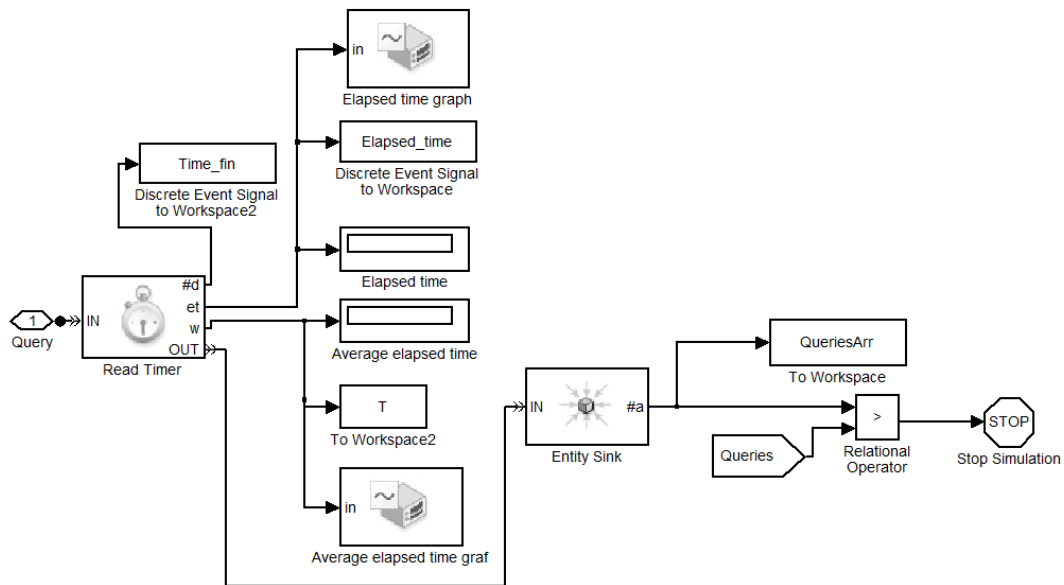 in
Elapsed time graph
Time_fin
Discrete Event Signal
to Workspace2
Elapsed_time
Discrete Event Signal
to Workspace
Elapsed time
1
Query
IN
#d
et
w
OUT
Read Timer
Average elapsed time
T
To Workspace2
in
Average elapsed time graf
IN
#a
Entity Sink
QueriesArr
To Workspace
Queries
>
Relational
Operator
STOP
Stop Simulation